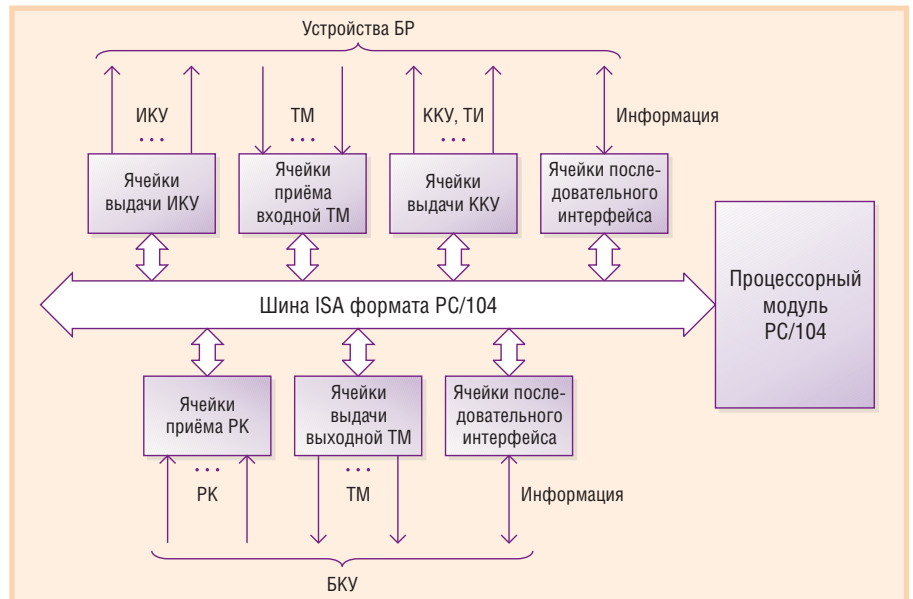 Устройства БР
ИКУ
ТМ
ККУ, ТИ
Информация
Ячейки
выдачи ИКУ
Ячейки
приёма
входной ТМ
Ячейки
выдачи ККУ
Ячейки после-
довательного
интерфейса
Шина ISA формата PC/104
Процессорный
модуль
PC/104
Ячейки
приёма РК
Ячейки
выдачи
выходной ТМ
Ячейки после-
довательного
интерфейса
РК
ТМ
Информация
БКУ